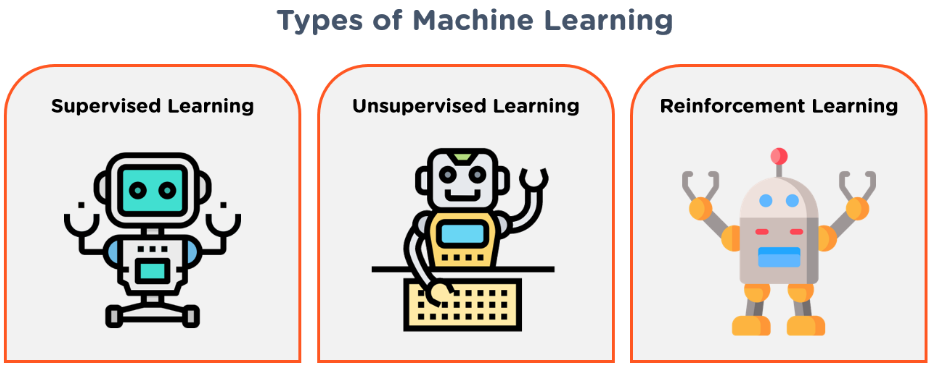 Types of Machine Learning
Supervised Learning
Unsupervised Learning
Reinforcement Learning